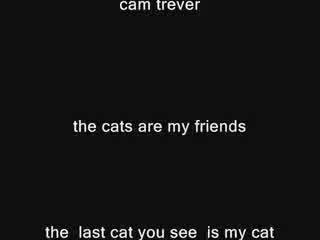 cam trever
the cats are my friends
the last cat you see is my cat